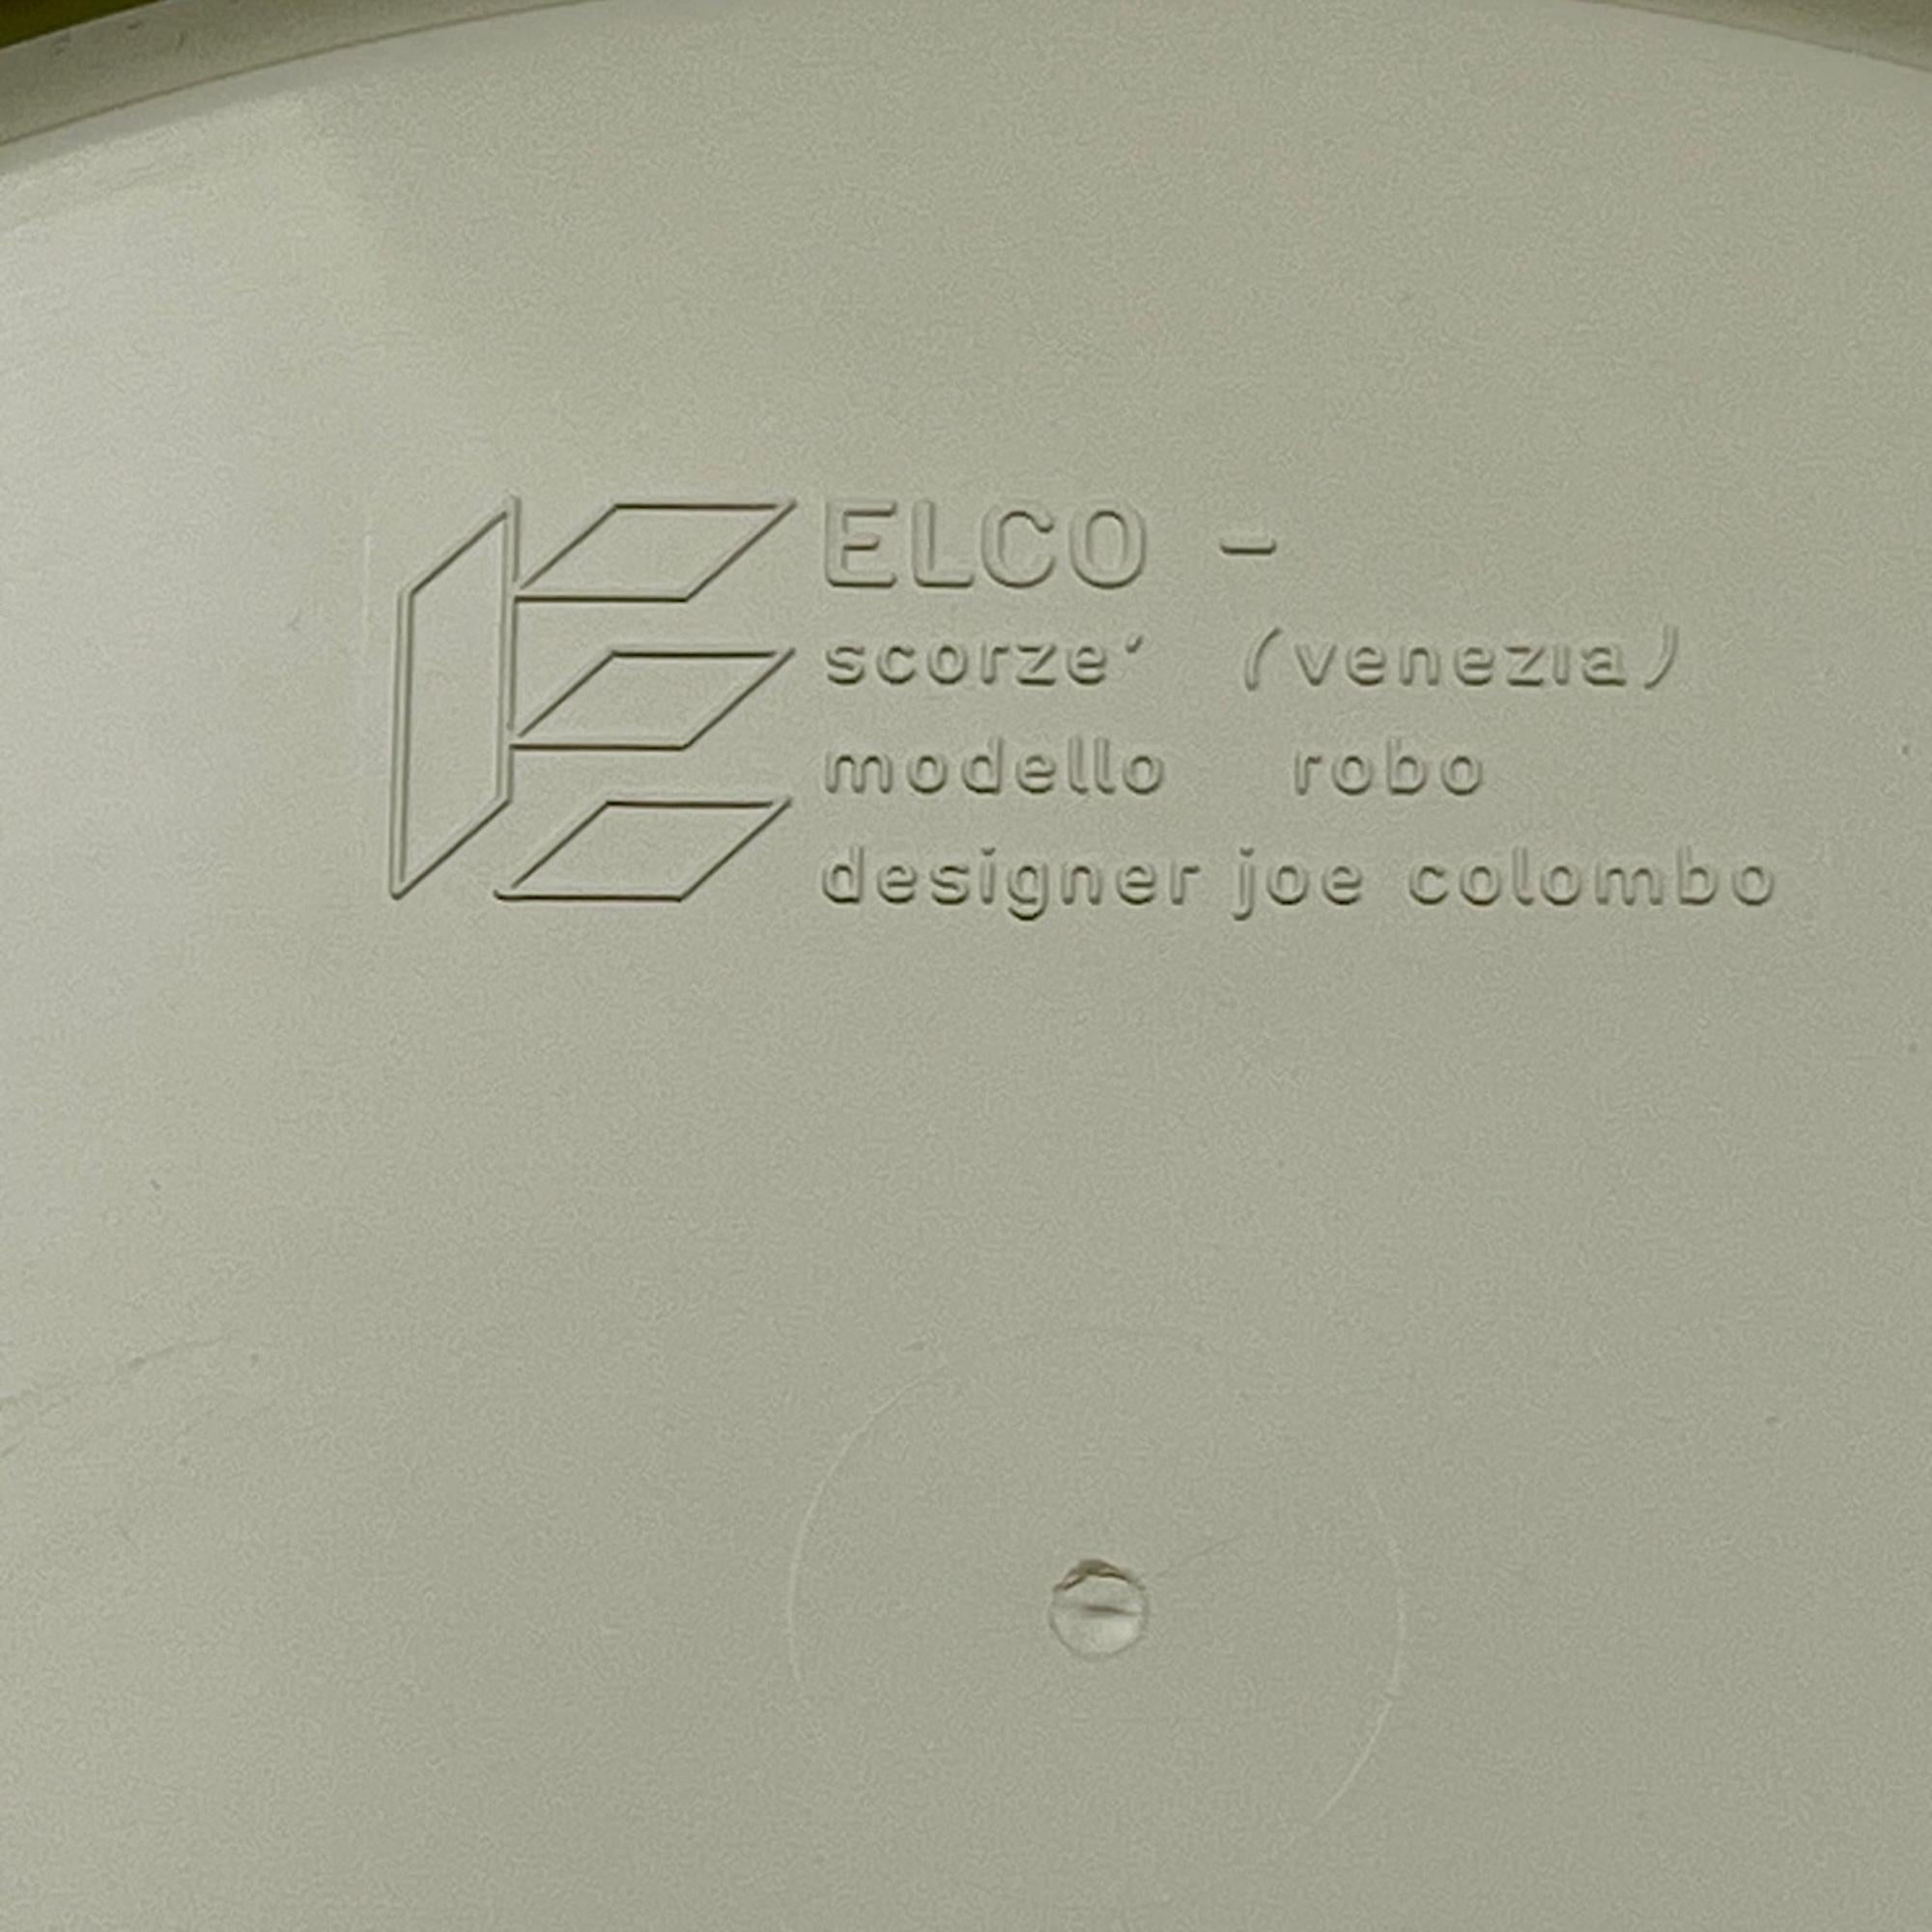 ELCO -
scorze' (venezia)
modello robo
designer joe colombo